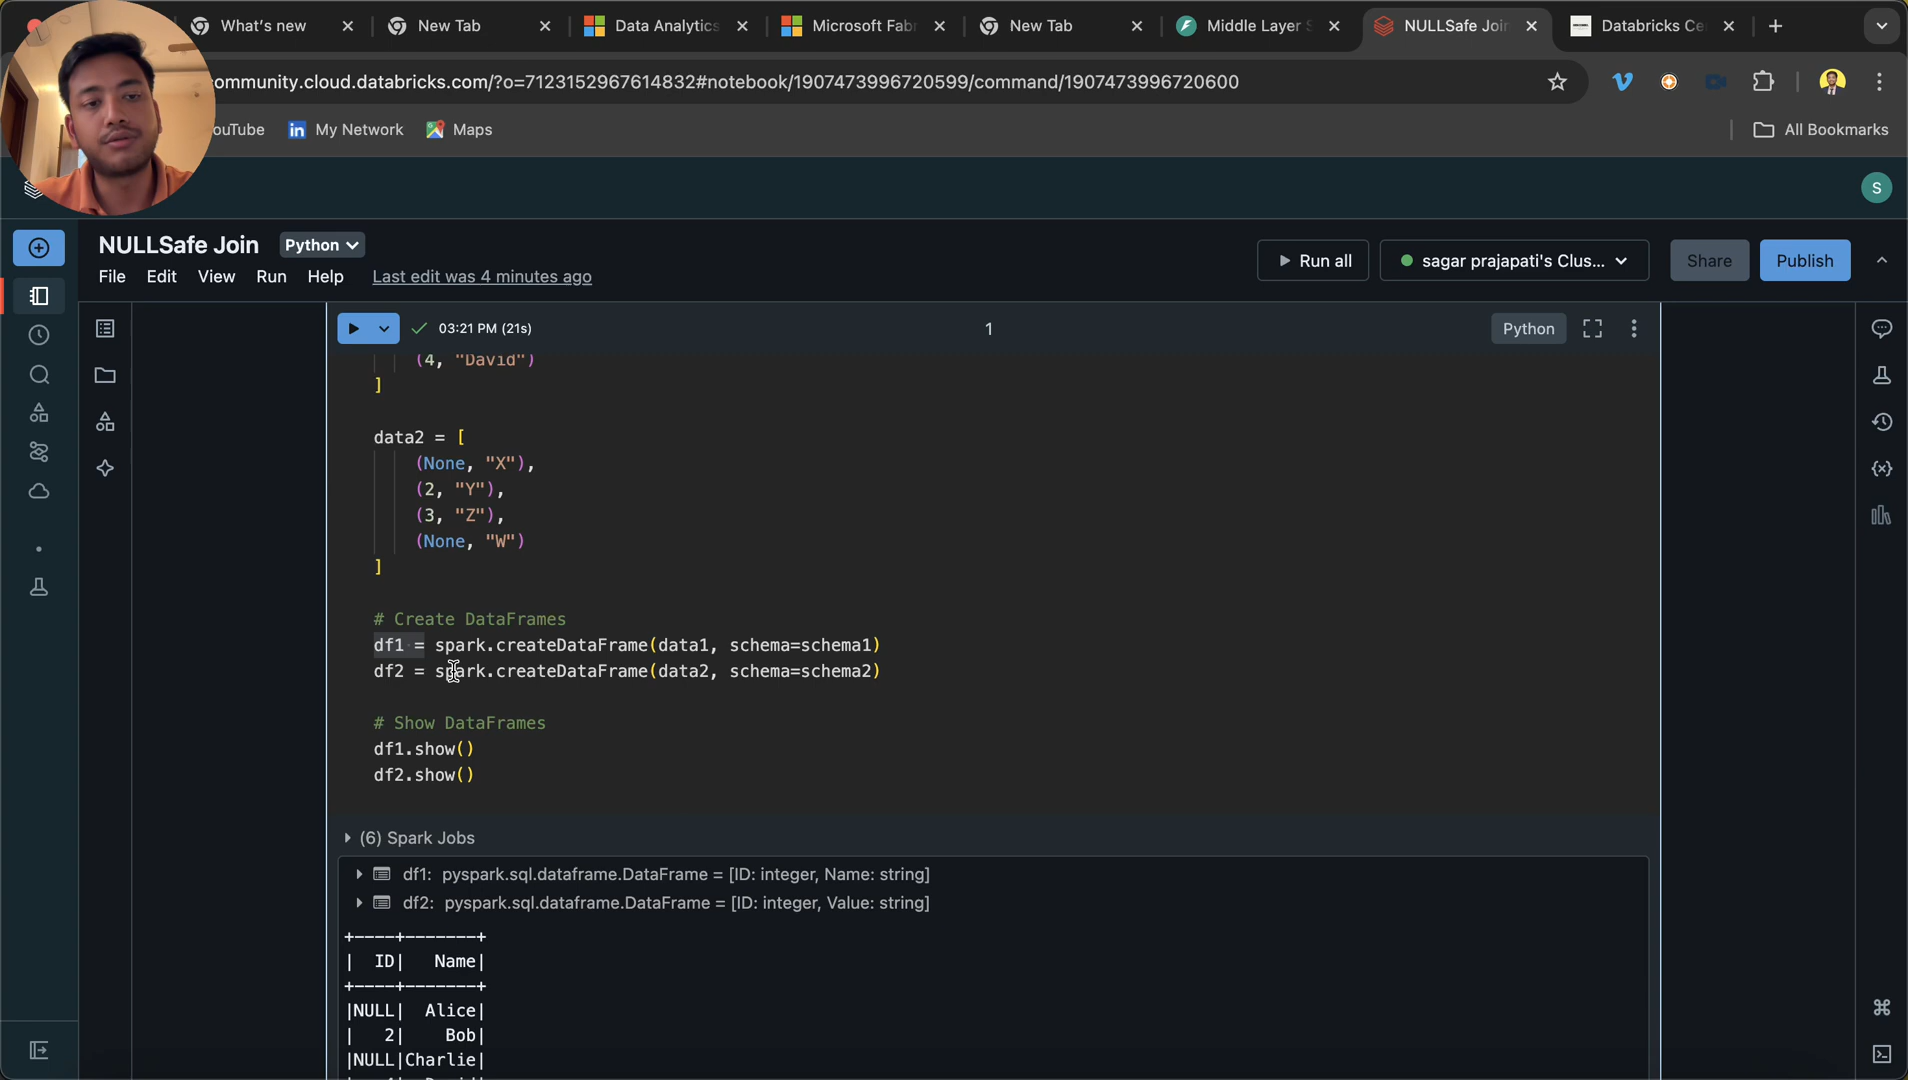 What's new
New Tab
Data Analytics
Microsoft Fab
New Tab
Middle Layer S
NULLSafe Join
Databricks Ce
ommunity.cloud.databricks.com/?o=7123152967614832#notebook/1907473996720599/command/1907473996720600
ouTube
My Network
Maps
All Bookmarks
S
NULLSafe Join
Python
File
Edit
View
Run
Help
Last edit was 4 minutes ago
Run all
sagar prajapati's Clus...
Share
Publish
03:21 PM (21s)
1
Python
(4, "David")
]
data2 = [
(None, "X"),
(2, "Y"),
(3, "Z"),
(None, "W")
]
# Create DataFrames
df1 = spark.createDataFrame(data1, schema=schema1)
df2 = spark.createDataFrame(data2, schema=schema2)
# Show DataFrames
df1.show()
df2.show()
(6) Spark Jobs
df1: pyspark.sql.dataframe.DataFrame = [ID: integer, Name: string]
df2: pyspark.sql.dataframe.DataFrame = [ID: integer, Value: string]
+----+-------+
|  ID|   Name|
+----+-------+
|NULL|  Alice|
|   2|    Bob|
|NULL|Charlie|